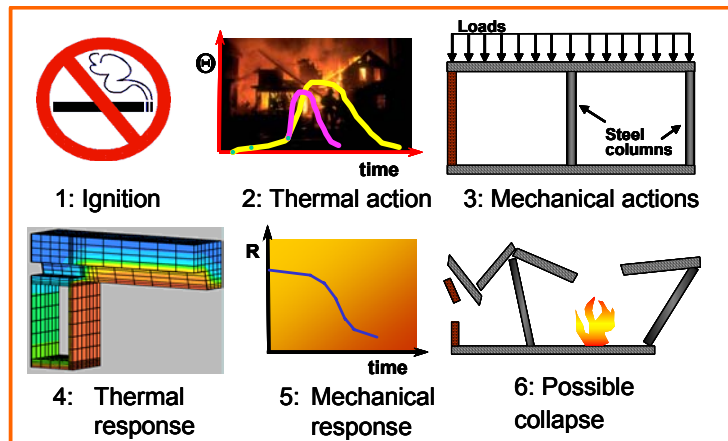 Loads
Θ
Steel
columns
time
1: Ignition
2: Thermal action
3: Mechanical actions
R
time
4: Thermal
response
5: Mechanical
response
6: Possible
collapse